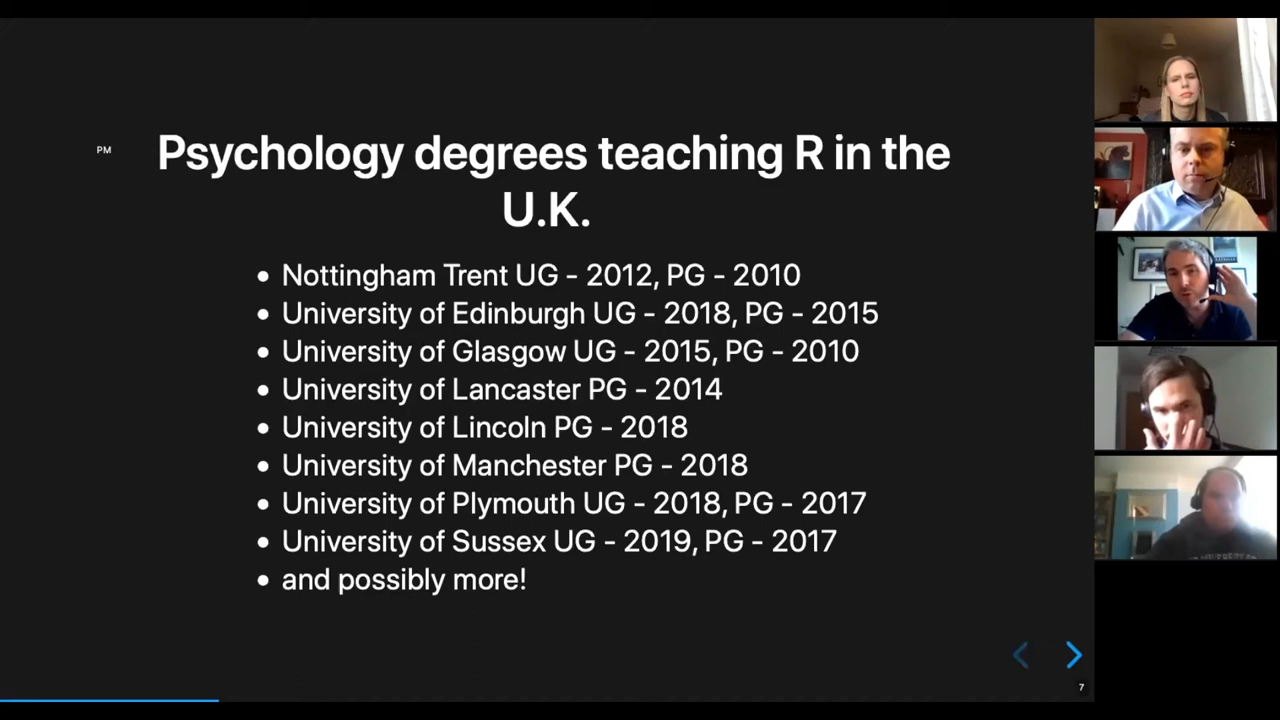 PM
Psychology degrees teaching R in the
U.K.
• Nottingham Trent UG - 2012, PG - 2010
• University of Edinburgh UG - 2018, PG - 2015
• University of Glasgow UG - 2015, PG - 2010
• University of Lancaster PG - 2014
• University of Lincoln PG - 2018
• University of Manchester PG - 2018
• University of Plymouth UG - 2018, PG - 2017
• University of Sussex UG - 2019, PG - 2017
• and possibly more!
7